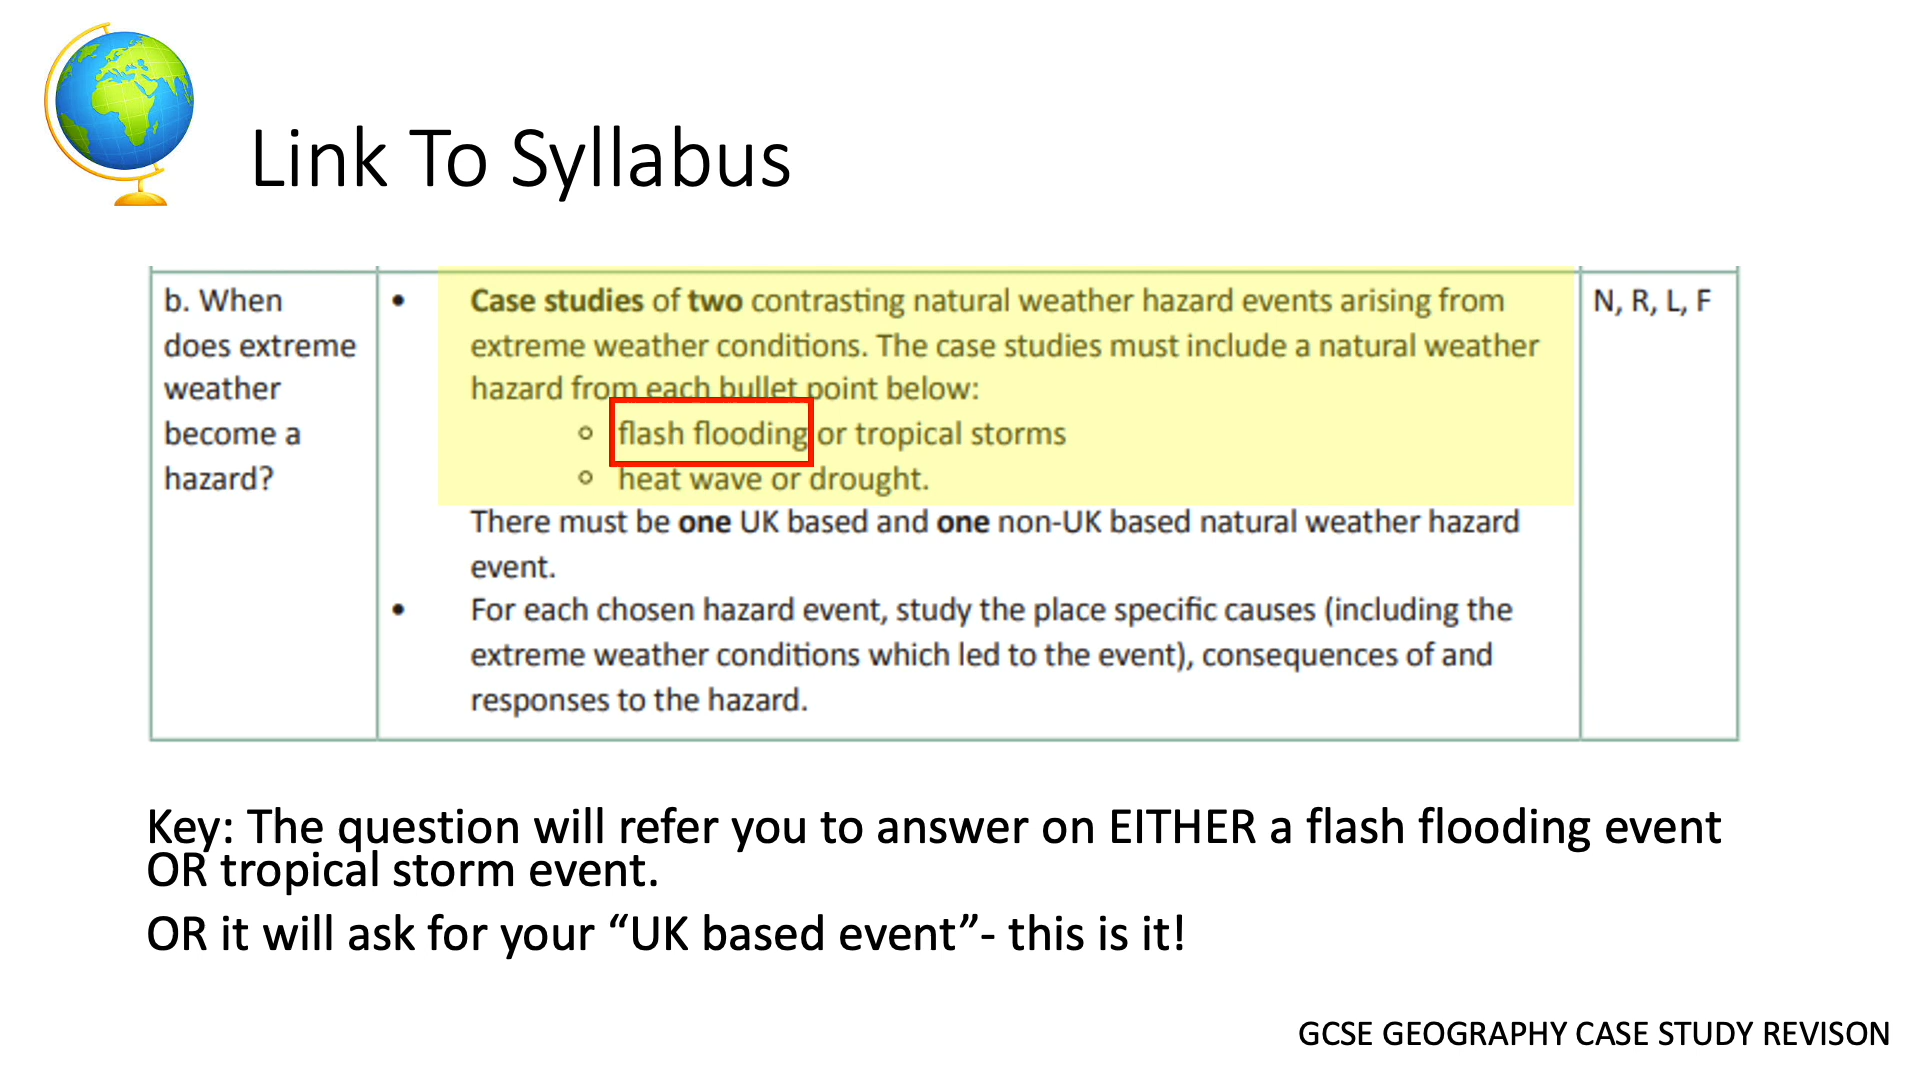 Link To Syllabus
b. When
does extreme
weather
become a
hazard?
• Case studies of two contrasting natural weather hazard events arising from
extreme weather conditions. The case studies must include a natural weather
hazard from each bullet point below:
o flash flooding or tropical storms
o heat wave or drought.
There must be one UK based and one non-UK based natural weather hazard
event.
• For each chosen hazard event, study the place specific causes (including the
extreme weather conditions which led to the event), consequences of and
responses to the hazard.
N, R, L, F
Key: The question will refer you to answer on EITHER a flash flooding event
OR tropical storm event.
OR it will ask for your “UK based event”- this is it!
GCSE GEOGRAPHY CASE STUDY REVISON